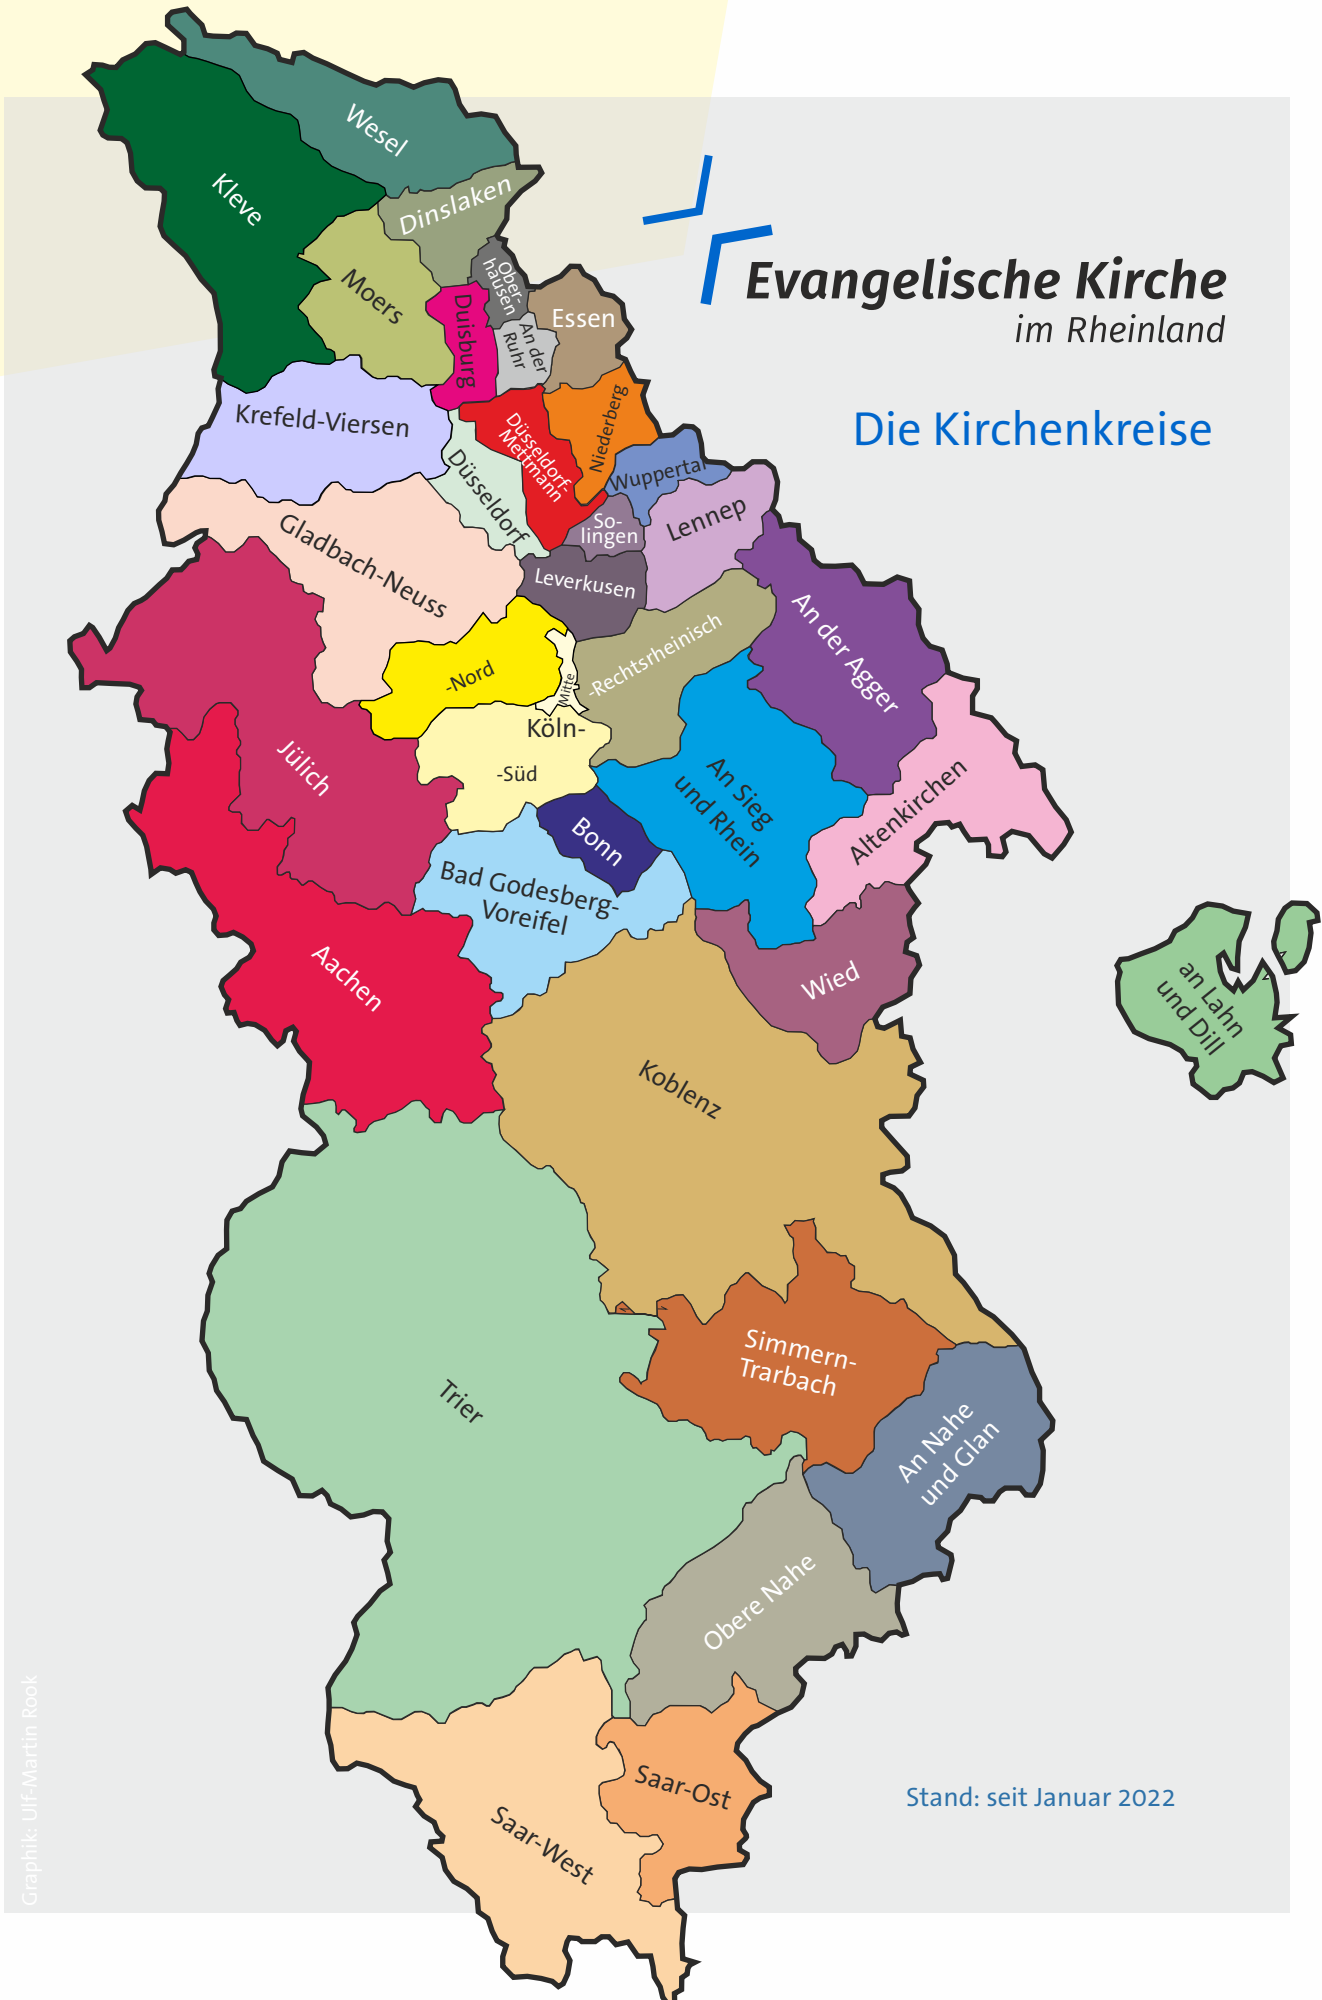 Evangelische Kirche
im Rheinland
Die Kirchenkreise
Wesel
Kleve
Dinslaken
Moers
Ober-
hausen
Duisburg
Essen
An der
Ruhr
Krefeld-Viersen
Düsseldorf-
Mettmann
Niederberg
Wuppertal
Düsseldorf
Lennep
So-
lingen
Gladbach-Neuss
Leverkusen
An der Agger
-Rechtsrheinisch
-Nord
Mitte
Köln-
-Süd
Jülich
An Sieg
und Rhein
Altenkirchen
Bonn
Bad Godesberg-
Voreifel
Aachen
Wied
an Lahn
und Dill
Koblenz
Simmern-
Trarbach
Trier
An Nahe
und Glan
Obere Nahe
Saar-Ost
Saar-West
Stand: seit Januar 2022
Graphik: Ulf-Martin Rook